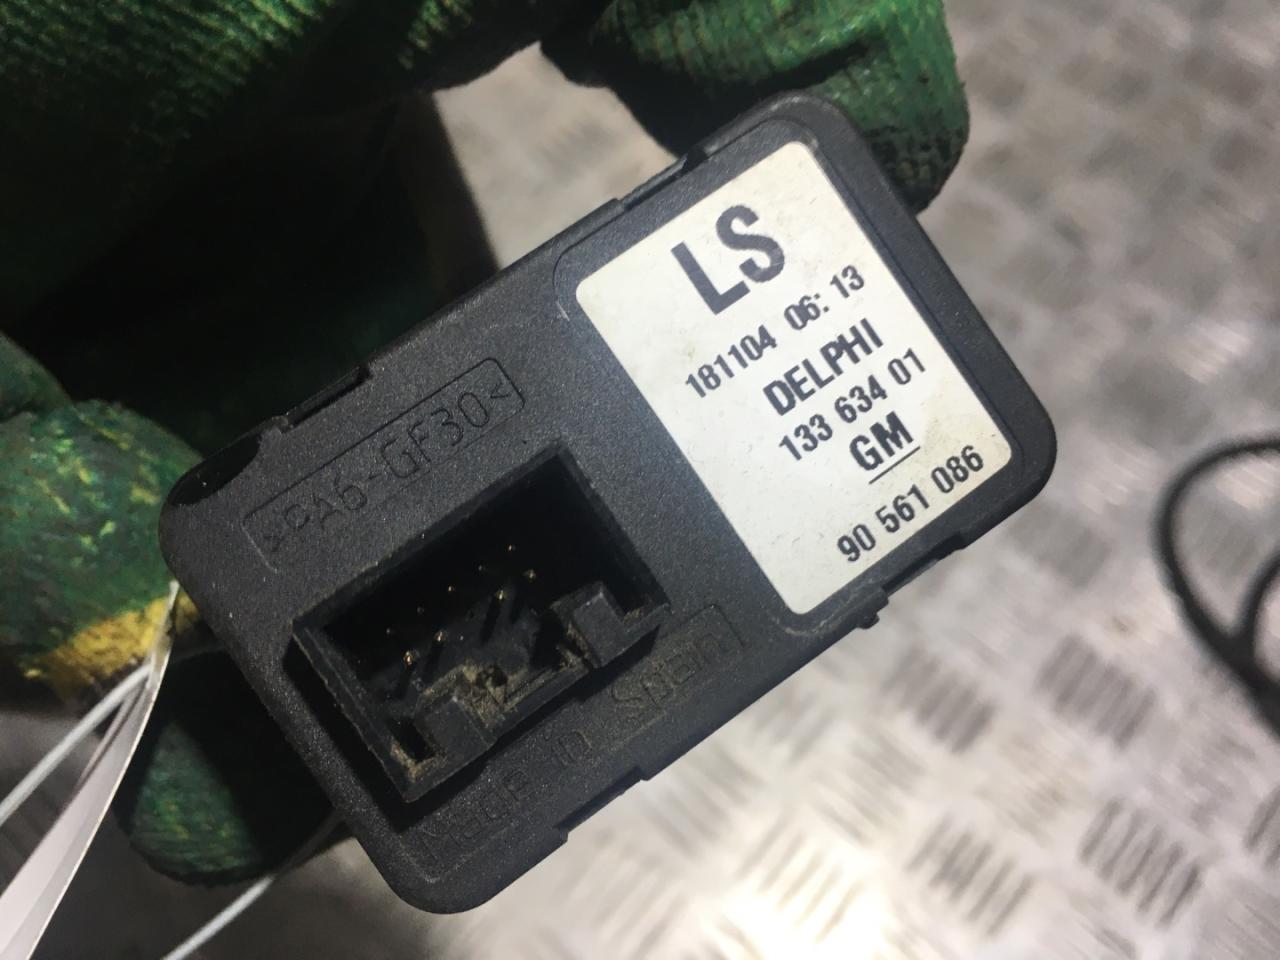 LS
181104 06:13
DELPHI
133 634 01
GM
90 561 086
>PA6-GF30<
Made in Spain